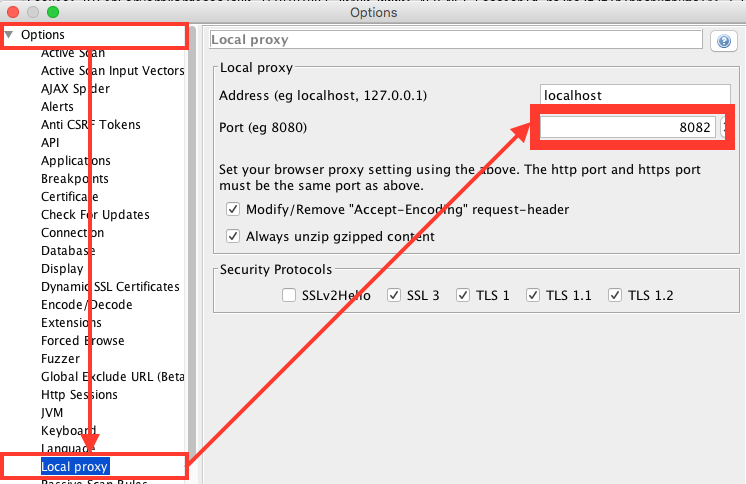 Options
Options
Active Scan
Active Scan Input Vectors
AJAX Spider
Alerts
Anti CSRF Tokens
API
Applications
Breakpoints
Certificate
Check For Updates
Connection
Database
Display
Dynamic SSL Certificates
Encode/Decode
Extensions
Forced Browse
Fuzzer
Global Exclude URL (Beta
Http Sessions
JVM
Keyboard
Language
Local proxy
Passive Scan Rules
Local proxy
Local proxy
Address (eg localhost, 127.0.0.1) localhost
Port (eg 8080) 8082
Set your browser proxy setting using the above. The http port and https port
must be the same port as above.
Modify/Remove "Accept-Encoding" request-header
Always unzip gzipped content
Security Protocols
SSLv2Hello SSL 3 TLS 1 TLS 1.1 TLS 1.2